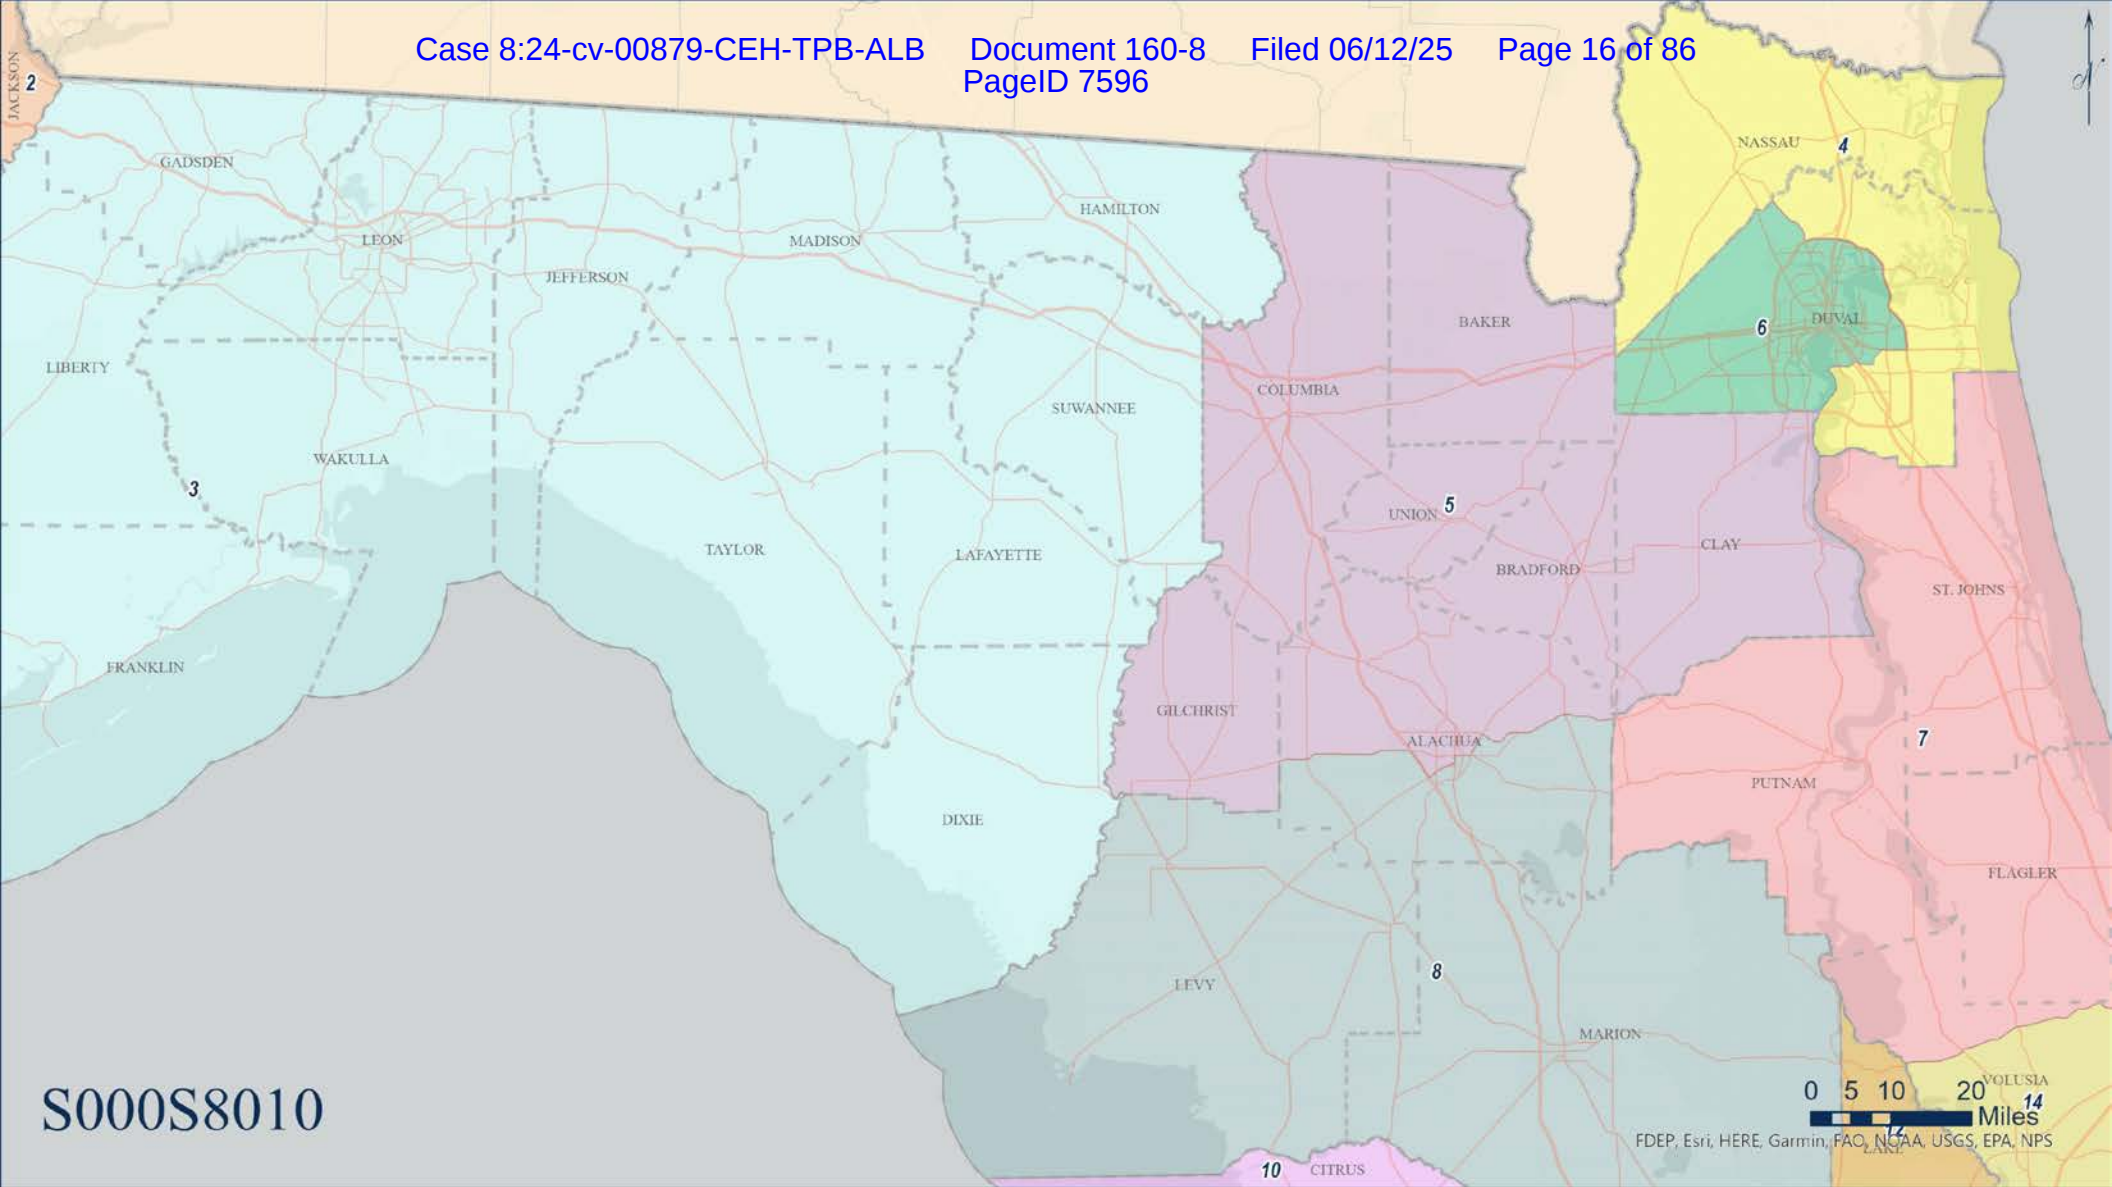 Case 8:24-cv-00879-CEH-TPB-ALB Document 160-8 Filed 06/12/25 Page 16 of 86
PageID 7596
JACKSON
2
NASSAU
4
GADSDEN
HAMILTON
LEON
MADISON
JEFFERSON
BAKER
6
DUVAL
LIBERTY
COLUMBIA
SUWANNEE
WAKULLA
3
UNION
5
TAYLOR
LAFAYETTE
BRADFORD
CLAY
ST. JOHNS
FRANKLIN
GILCHRIST
ALACHUA
7
PUTNAM
DIXIE
FLAGLER
LEVY
8
MARION
S000S8010
0 5 10 20
Miles
VOLUSIA
14
12
FDEP, Esri, HERE, Garmin, FAO, NOAA, USGS, EPA, NPS
LAKE
10
CITRUS
N